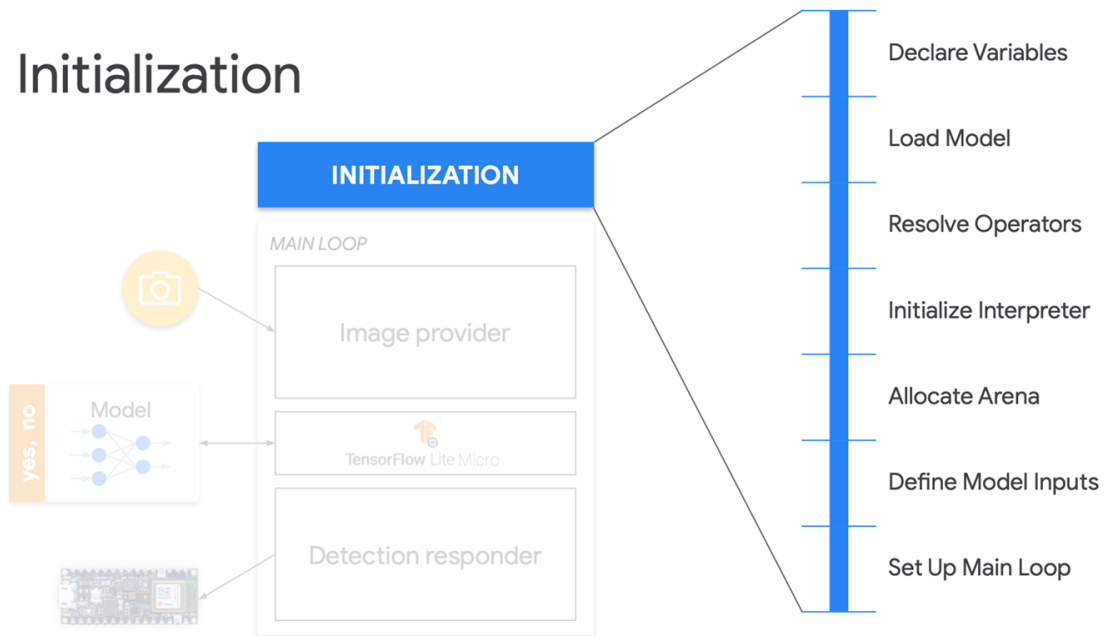 Initialization
INITIALIZATION
MAIN LOOP
Image provider
yes, no
Model
TensorFlow Lite Micro
Detection responder
Declare Variables
Load Model
Resolve Operators
Initialize Interpreter
Allocate Arena
Define Model Inputs
Set Up Main Loop